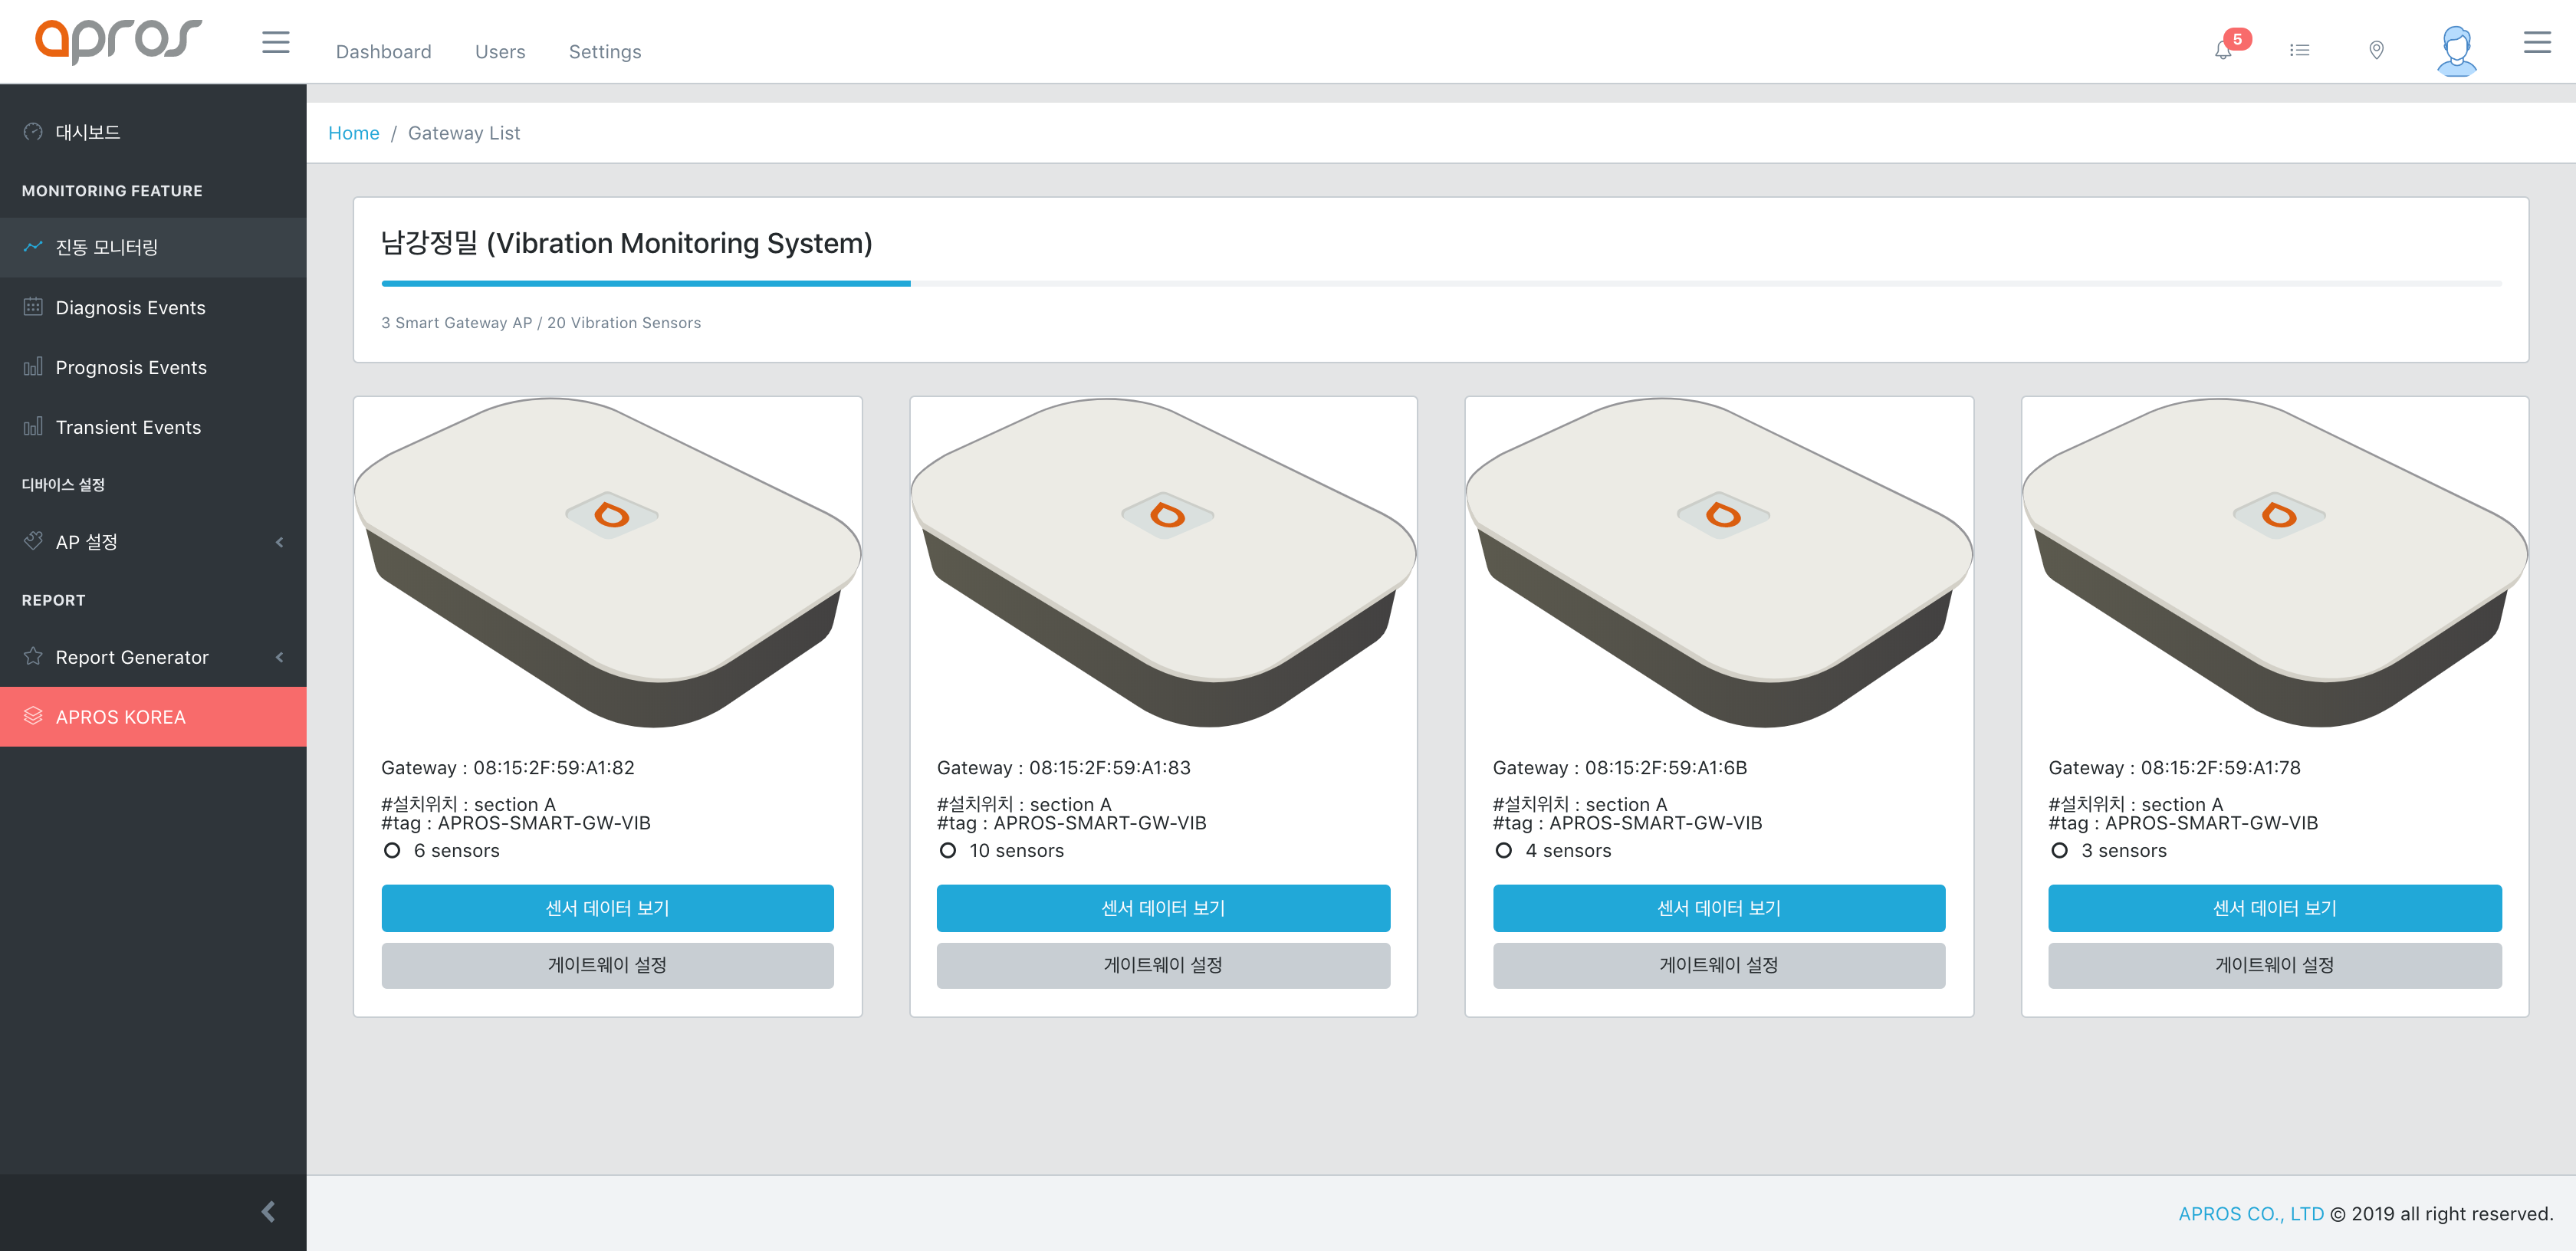 apros
Dashboard
Users
Settings
5
대시보드
MONITORING FEATURE
진동 모니터링
Diagnosis Events
Prognosis Events
Transient Events
디바이스 설정
AP 설정
REPORT
Report Generator
APROS KOREA
Home / Gateway List
남강정밀 (Vibration Monitoring System)
3 Smart Gateway AP / 20 Vibration Sensors
Gateway : 08:15:2F:59:A1:82
#설치위치 : section A
#tag : APROS-SMART-GW-VIB
6 sensors
센서 데이터 보기
게이트웨이 설정
Gateway : 08:15:2F:59:A1:83
#설치위치 : section A
#tag : APROS-SMART-GW-VIB
10 sensors
센서 데이터 보기
게이트웨이 설정
Gateway : 08:15:2F:59:A1:6B
#설치위치 : section A
#tag : APROS-SMART-GW-VIB
4 sensors
센서 데이터 보기
게이트웨이 설정
Gateway : 08:15:2F:59:A1:78
#설치위치 : section A
#tag : APROS-SMART-GW-VIB
3 sensors
센서 데이터 보기
게이트웨이 설정
APROS CO., LTD © 2019 all right reserved.